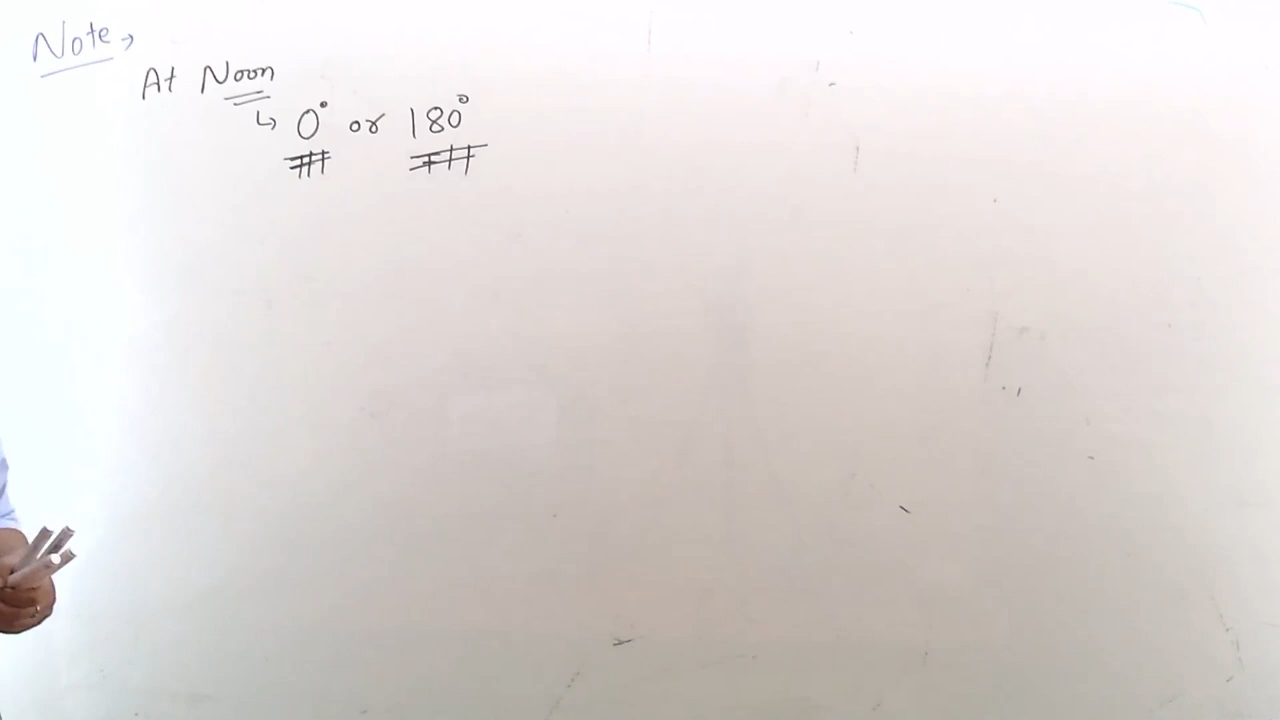 Note →
At Noon
↳ 0° or 180°